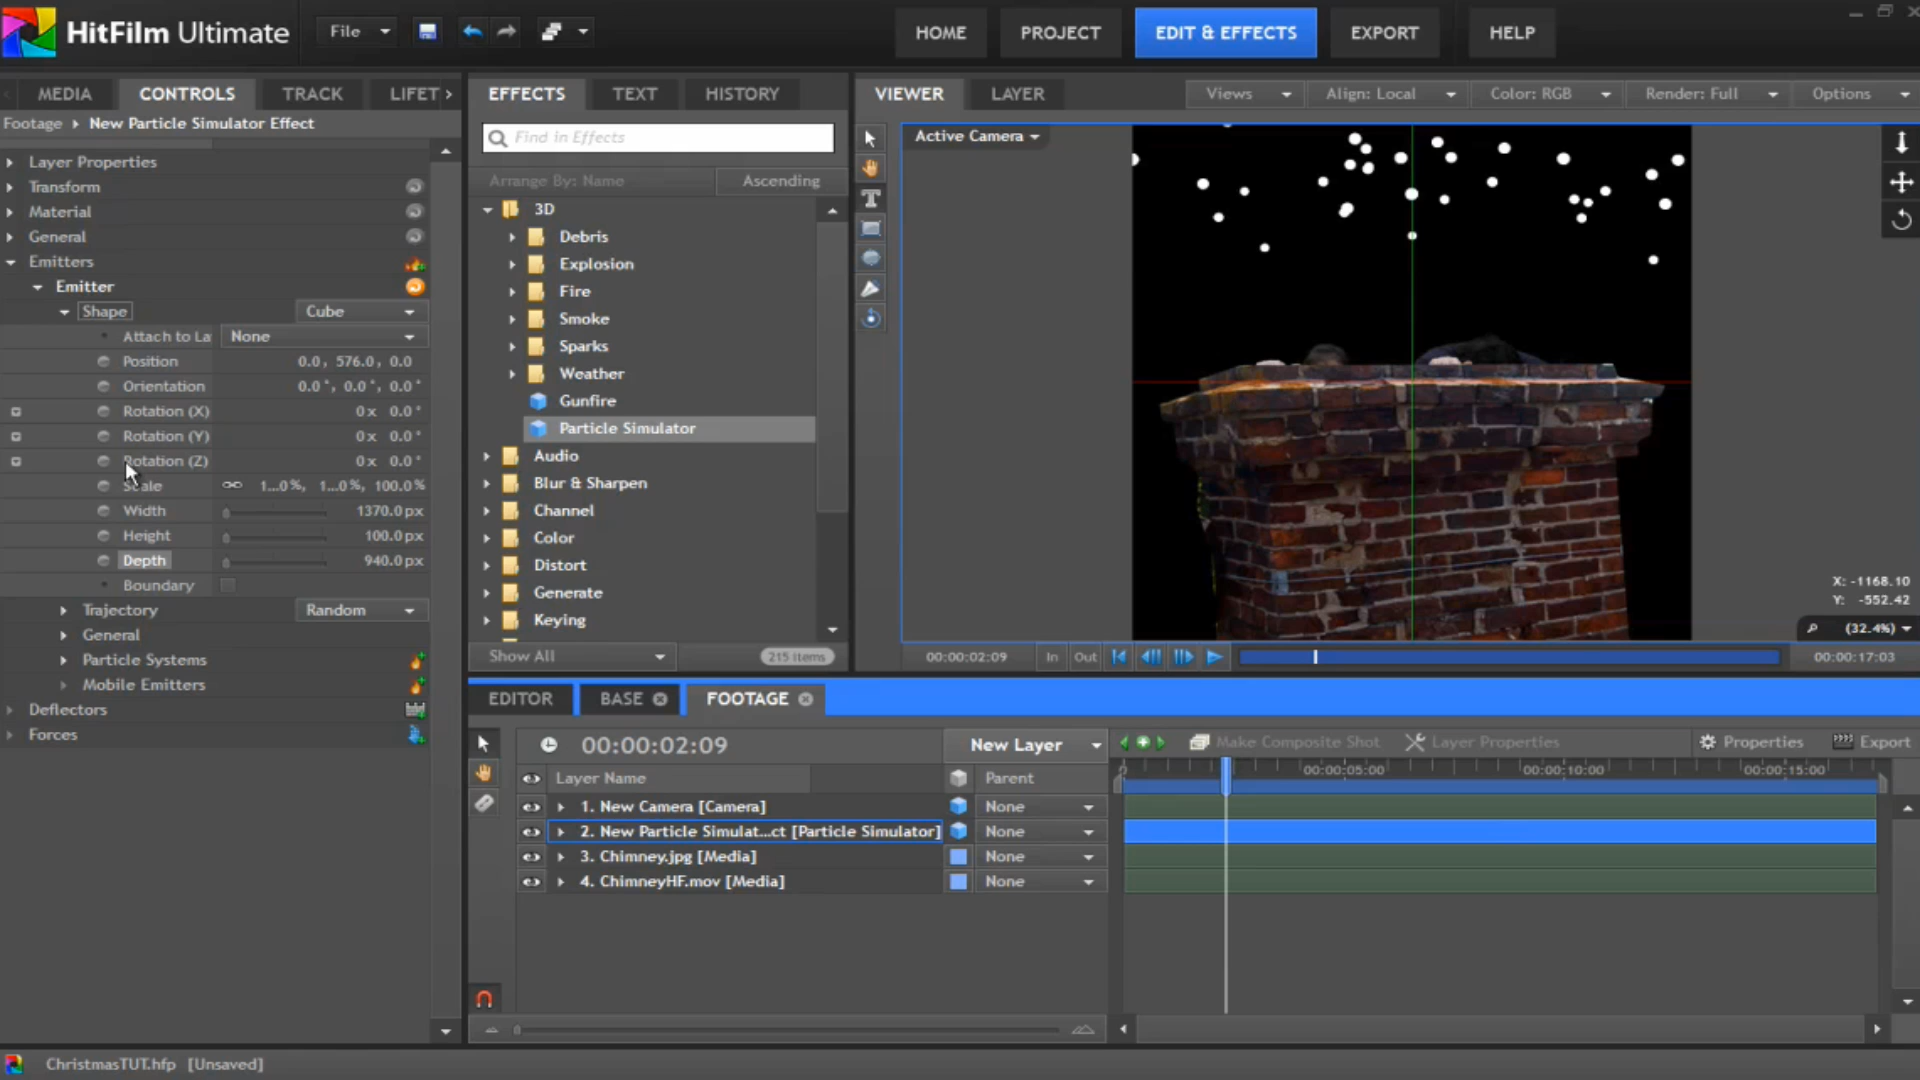 HitFilm Ultimate
File
HOME
PROJECT
EDIT & EFFECTS
EXPORT
HELP
MEDIA
CONTROLS
TRACK
LIFET
Footage
New Particle Simulator Effect
Layer Properties
Transform
Material
General
Emitters
Emitter
Shape
Cube
Attach to La
None
Position
0.0, 576.0, 0.0
Orientation
0.0°, 0.0°, 0.0°
Rotation (X)
0x 0.0°
Rotation (Y)
0x 0.0°
Rotation (Z)
0x 0.0°
Scale
1...0%, 1...0%, 100.0%
Width
1370.0px
Height
100.0px
Depth
940.0px
Boundary
Trajectory
Random
General
Particle Systems
Mobile Emitters
Deflectors
Forces
EFFECTS
TEXT
HISTORY
Find in Effects
Arrange By: Name
Ascending
3D
Debris
Explosion
Fire
Smoke
Sparks
Weather
Gunfire
Particle Simulator
Audio
Blur & Sharpen
Channel
Color
Distort
Generate
Keying
Show All
215 items
VIEWER
LAYER
Views
Align: Local
Color: RGB
Render: Full
Options
Active Camera
X: -1168.10
Y: -552.42
(32.4%)
00:00:02:09
In
Out
00:00:17:03
EDITOR
BASE
FOOTAGE
00:00:02:09
New Layer
Make Composite Shot
Layer Properties
Properties
Export
Layer Name
Parent
0
00:00:05:00
00:00:10:00
00:00:15:00
1. New Camera [Camera]
None
2. New Particle Simulat...ct [Particle Simulator]
None
3. Chimney.jpg [Media]
None
4. ChimneyHF.mov [Media]
None
ChristmasTUT.hfp [Unsaved]